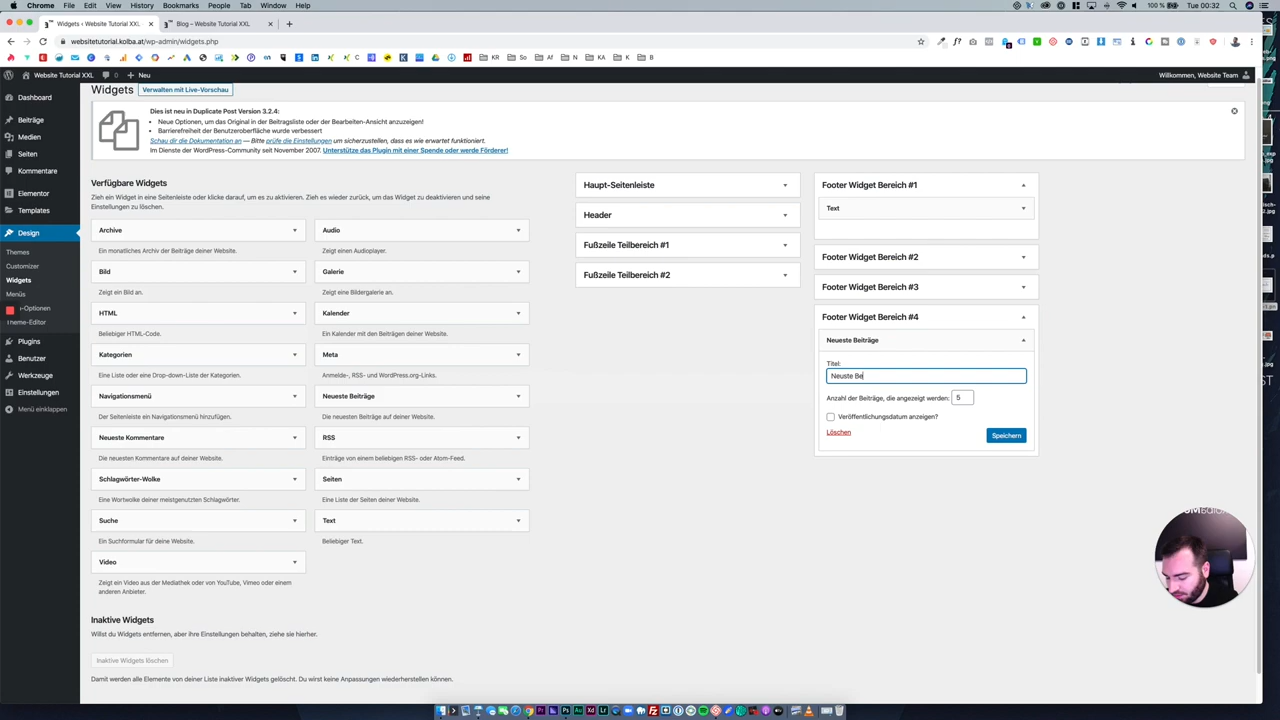 Chrome File Edit View History Bookmarks People Tab Window Help 100 % Tue 00:32
Widgets ‹ Website Tutorial XXL × Blog – Website Tutorial XXL × +
websitetutorial.kolba.at/wp-admin/widgets.php
KR So Af N KA K B
Website Tutorial XXL 0 + Neu Willkommen, Website Team
Dashboard
Beiträge
Medien
Seiten
Kommentare
Elementor
Templates
Design
Themes
Customizer
Widgets
Menüs
-Optionen
Theme-Editor
Plugins
Benutzer
Werkzeuge
Einstellungen
Menü einklappen
Widgets Verwalten mit Live-Vorschau
Dies ist neu in Duplicate Post Version 3.2.4:
• Neue Optionen, um das Original in der Beitragsliste oder der Bearbeiten-Ansicht anzuzeigen!
• Barrierefreiheit der Benutzeroberfläche wurde verbessert
Schau dir die Dokumentation an — Bitte prüfe die Einstellungen um sicherzustellen, dass es wie erwartet funktioniert.
Im Dienste der WordPress-Community seit November 2007. Unterstütze das Plugin mit einer Spende oder werde Förderer!
Verfügbare Widgets
Zieh ein Widget in eine Seitenleiste oder klicke darauf, um es zu aktivieren. Zieh es wieder zurück, um das Widget zu deaktivieren und seine
Einstellungen zu löschen.
Archive
Ein monatliches Archiv der Beiträge deiner Website.
Audio
Zeigt einen Audioplayer.
Bild
Zeigt ein Bild an.
Galerie
Zeigt eine Bildergalerie an.
HTML
Beliebiger HTML-Code.
Kalender
Ein Kalender mit den Beiträgen deiner Website.
Kategorien
Eine Liste oder eine Drop-down-Liste der Kategorien.
Meta
Anmelde-, RSS- und WordPress.org-Links.
Navigationsmenü
Der Seitenleiste ein Navigationsmenü hinzufügen.
Neueste Beiträge
Die neuesten Beiträge auf deiner Website.
Neueste Kommentare
Die neuesten Kommentare auf deiner Website.
RSS
Einträge von einem beliebigen RSS- oder Atom-Feed.
Schlagwörter-Wolke
Eine Wortwolke deiner meistgenutzten Schlagwörter.
Seiten
Eine Liste der Seiten deiner Website.
Suche
Ein Suchformular für deine Website.
Text
Beliebiger Text.
Video
Zeigt ein Video aus der Mediathek oder von YouTube, Vimeo oder einem
anderen Anbieter.
Inaktive Widgets
Willst du Widgets entfernen, aber ihre Einstellungen behalten, ziehe sie hierher.
Inaktive Widgets löschen
Damit werden alle Elemente von deiner Liste inaktiver Widgets gelöscht. Du wirst keine Anpassungen wiederherstellen können.
Haupt-Seitenleiste
Header
Fußzeile Teilbereich #1
Fußzeile Teilbereich #2
Footer Widget Bereich #1
Text
Footer Widget Bereich #2
Footer Widget Bereich #3
Footer Widget Bereich #4
Neueste Beiträge
Titel:
Neuste Be
Anzahl der Beiträge, die angezeigt werden: 5
Veröffentlichungsdatum anzeigen?
Löschen Speichern